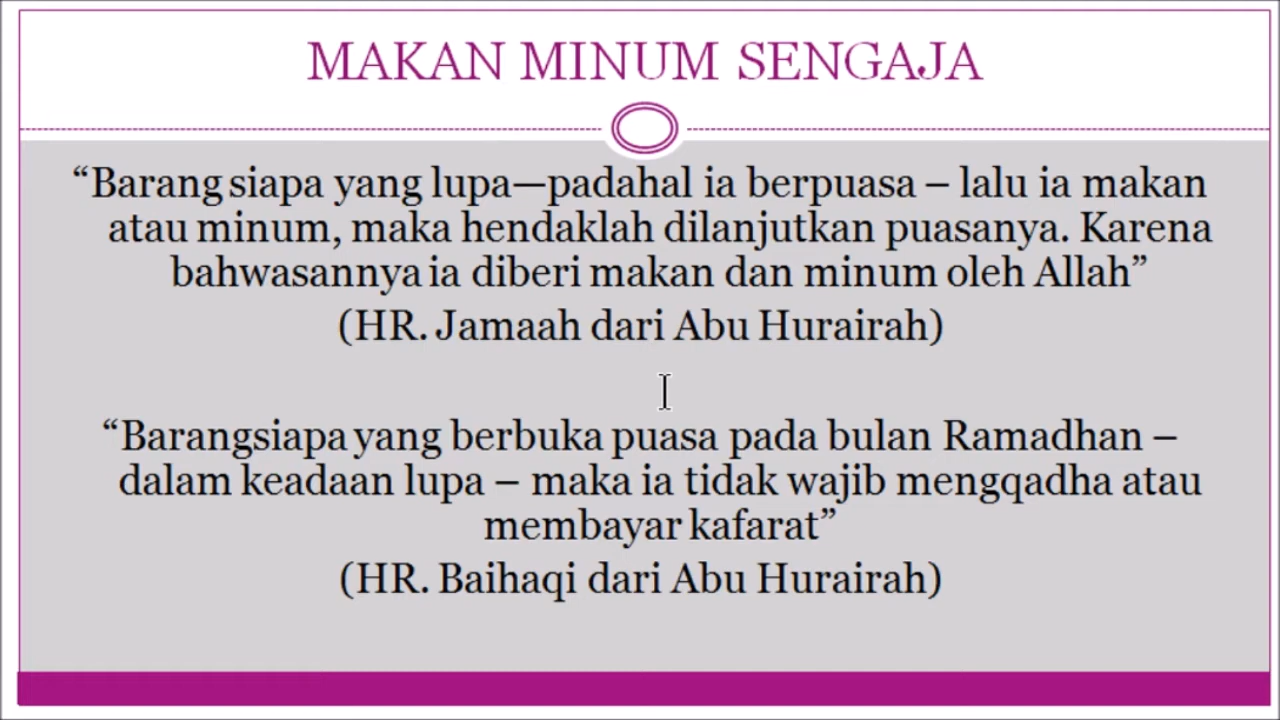 MAKAN MINUM SENGAJA
“Barang siapa yang lupa—padahal ia berpuasa – lalu ia makan
atau minum, maka hendaklah dilanjutkan puasanya. Karena
bahwasannya ia diberi makan dan minum oleh Allah”
(HR. Jamaah dari Abu Hurairah)
“Barangsiapa yang berbuka puasa pada bulan Ramadhan –
dalam keadaan lupa – maka ia tidak wajib mengqadha atau
membayar kafarat”
(HR. Baihaqi dari Abu Hurairah)